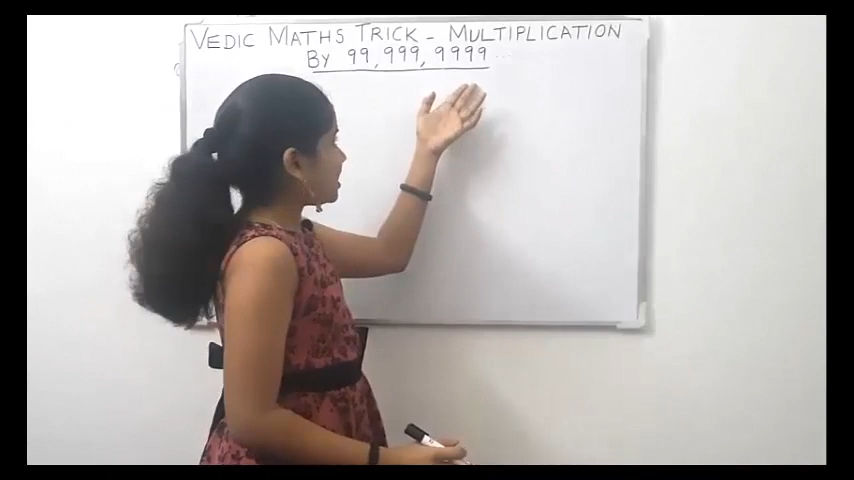 VEDIC MATHS TRICK - MULTIPLICATION
BY 99, 999, 9999 ...